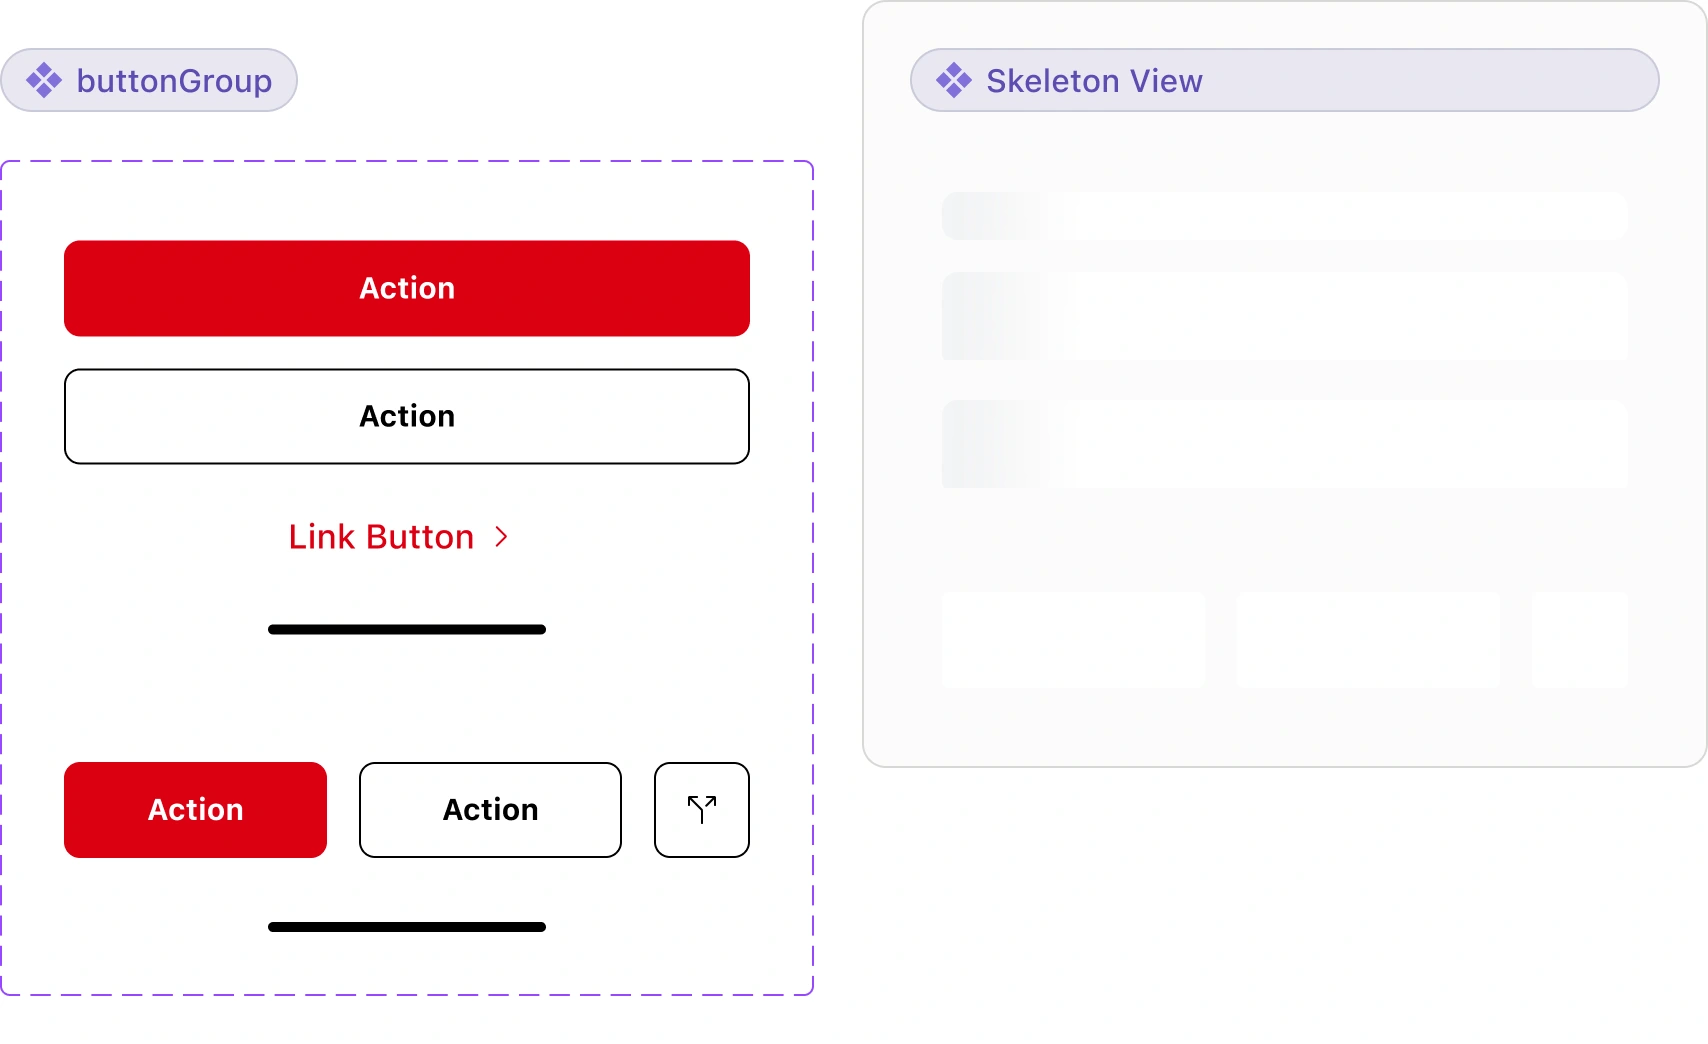 buttonGroup
Action
Action
Link Button
Action
Action
Skeleton View